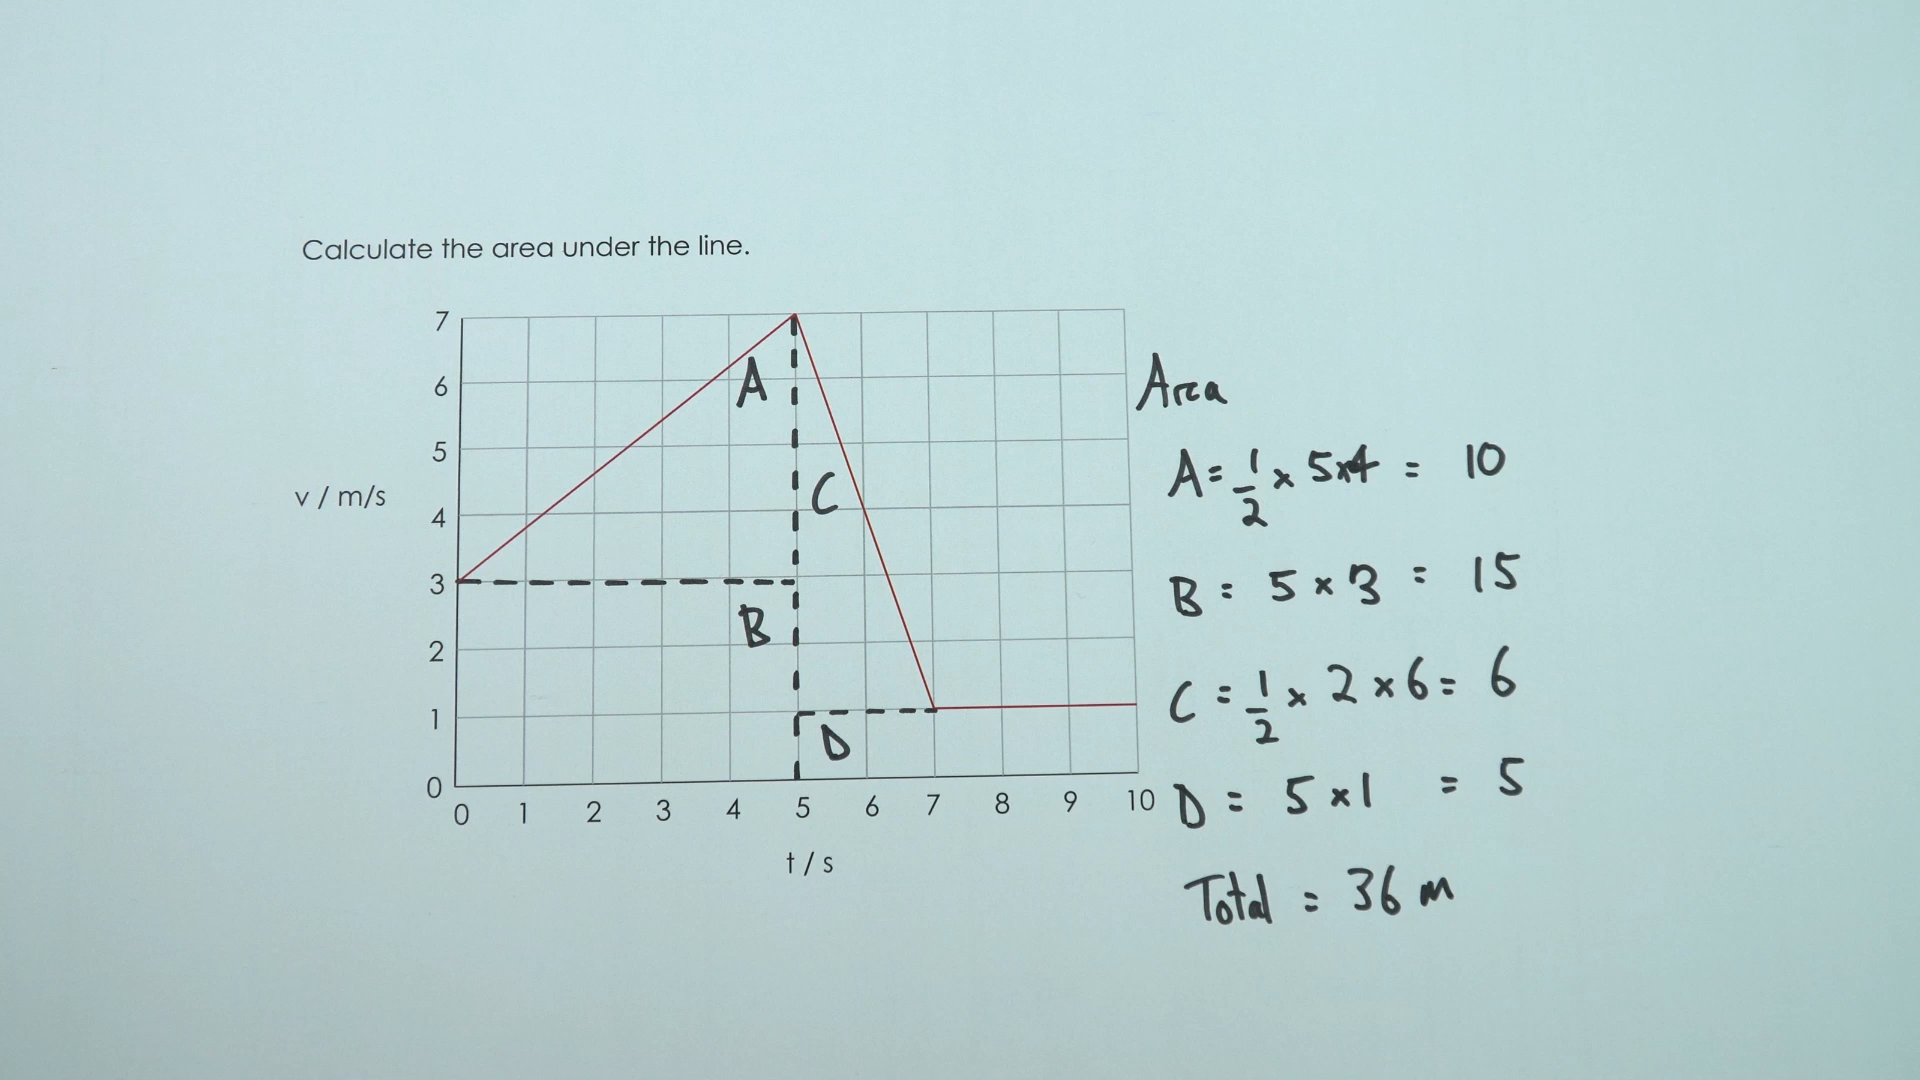 Calculate the area under the line.
7
6
5
v / m/s
4
3
2
1
0
0 1 2 3 4 5 6 7 8 9 10
t / s
A
C
B
D
Area
A = 1/2 × 5×4 = 10
B = 5 × 3 = 15
C = 1/2 × 2 × 6 = 6
D = 5 × 1 = 5
Total = 36 m